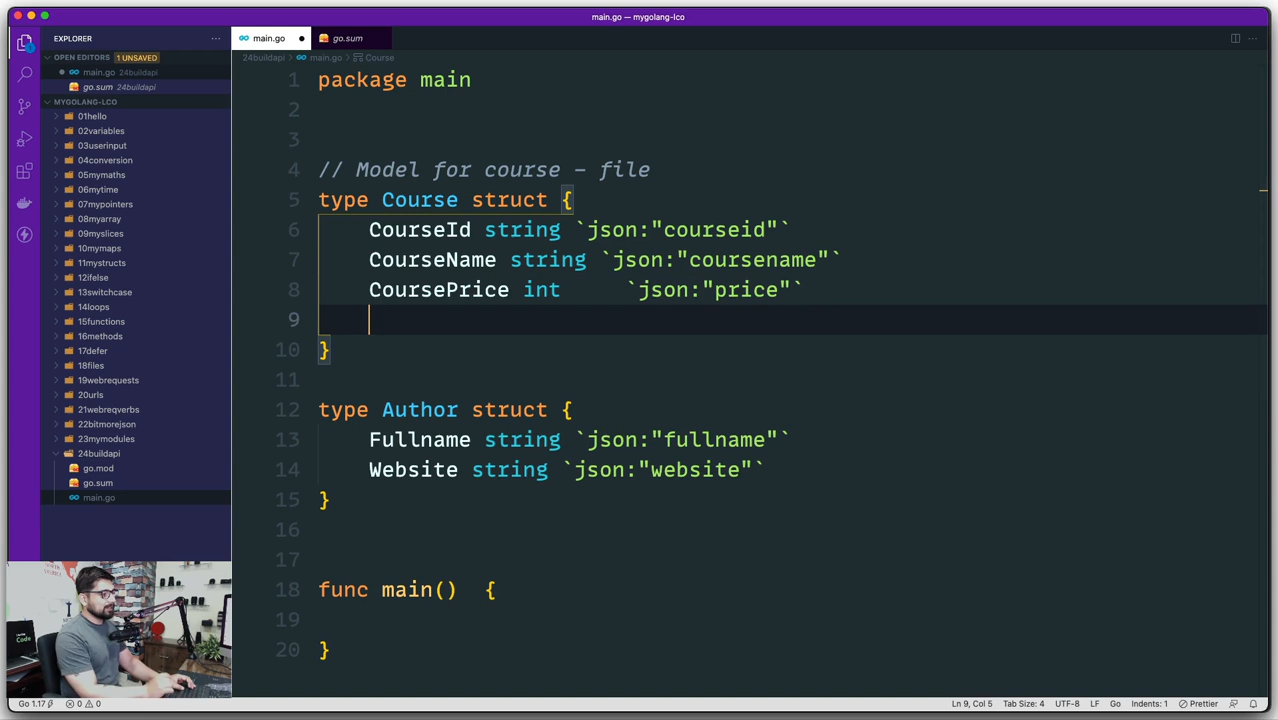 main.go — mygolang-lco
EXPLORER
OPEN EDITORS 1 UNSAVED
main.go 24buildapi
go.sum 24buildapi
MYGOLANG-LCO
01hello
02variables
03userinput
04conversion
05mymaths
06mytime
07mypointers
08myarray
09myslices
10mymaps
11mystructs
12ifelse
13switchcase
14loops
15functions
16methods
17defer
18files
19webrequests
20urls
21webreqverbs
22bitmorejson
23mymodules
24buildapi
go.mod
go.sum
main.go
main.go
go.sum
24buildapi > main.go > Course
1 package main
2
3
4 // Model for course - file
5 type Course struct {
6 CourseId string `json:"courseid"`
7 CourseName string `json:"coursename"`
8 CoursePrice int `json:"price"`
9
10 }
11
12 type Author struct {
13 Fullname string `json:"fullname"`
14 Website string `json:"website"`
15 }
16
17
18 func main() {
19
20 }
Code
Go 1.17 0 0 Ln 9, Col 5 Tab Size: 4 UTF-8 LF Go Indents: 1 Prettier